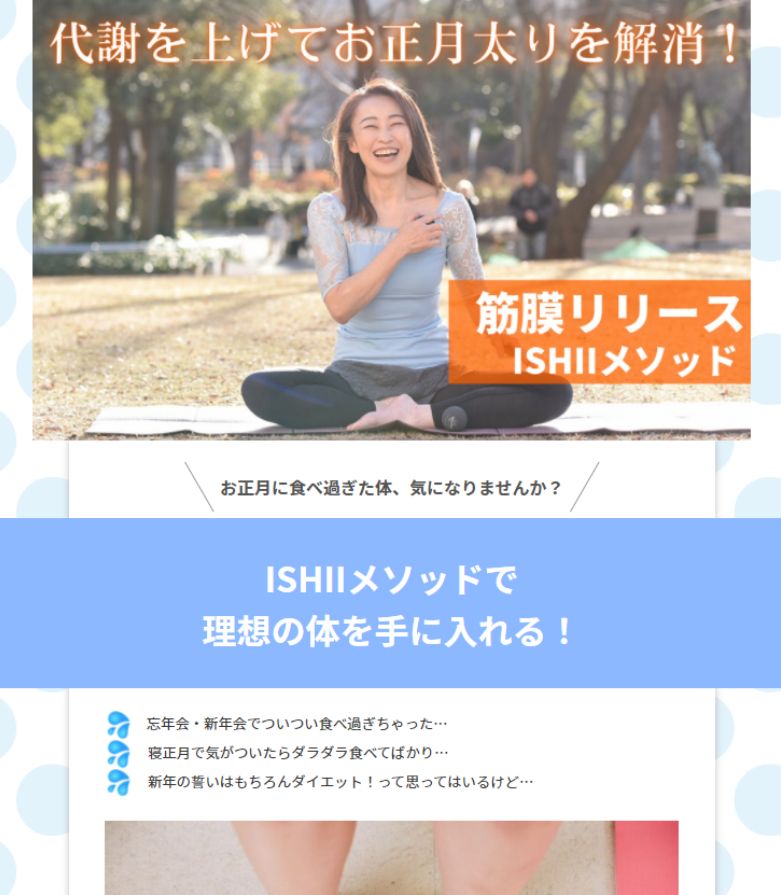 代謝を上げてお正月太りを解消！
筋膜リリース
ISHIIメソッド
お正月に食べ過ぎた体、気になりませんか？
ISHIIメソッドで
理想の体を手に入れる！
忘年会・新年会でついつい食べ過ぎちゃった…
寝正月で気がついたらダラダラ食べてばかり…
新年の誓いはもちろんダイエット！って思ってはいるけど…